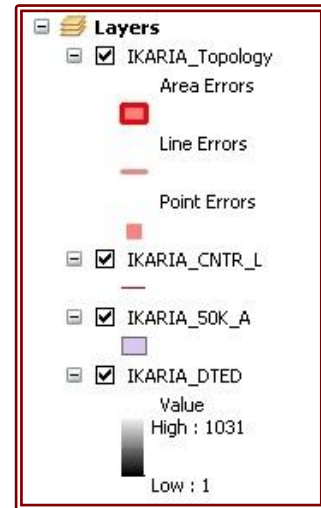 Layers
IKARIA_Topology
Area Errors
Line Errors
Point Errors
IKARIA_CNTR_L
IKARIA_50K_A
IKARIA_DTED
Value
High : 1031
Low : 1